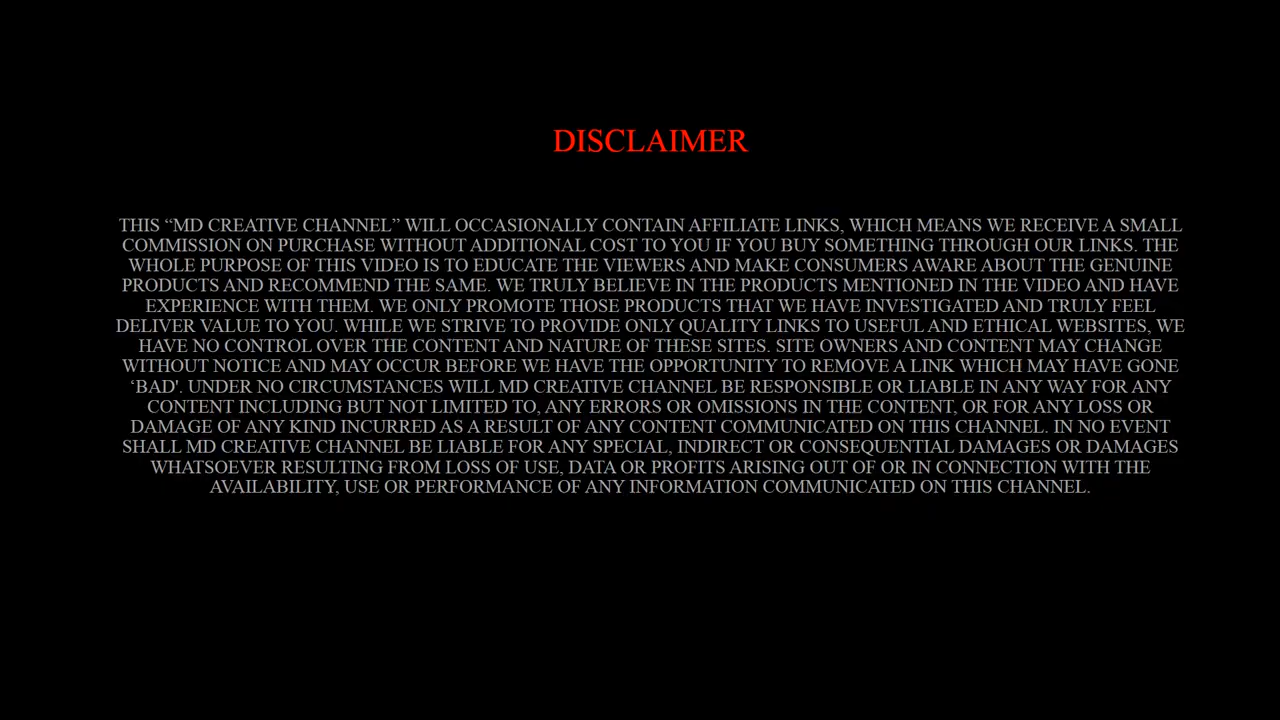 DISCLAIMER
THIS “MD CREATIVE CHANNEL” WILL OCCASIONALLY CONTAIN AFFILIATE LINKS, WHICH MEANS WE RECEIVE A SMALL
COMMISSION ON PURCHASE WITHOUT ADDITIONAL COST TO YOU IF YOU BUY SOMETHING THROUGH OUR LINKS. THE
WHOLE PURPOSE OF THIS VIDEO IS TO EDUCATE THE VIEWERS AND MAKE CONSUMERS AWARE ABOUT THE GENUINE
PRODUCTS AND RECOMMEND THE SAME. WE TRULY BELIEVE IN THE PRODUCTS MENTIONED IN THE VIDEO AND HAVE
EXPERIENCE WITH THEM. WE ONLY PROMOTE THOSE PRODUCTS THAT WE HAVE INVESTIGATED AND TRULY FEEL
DELIVER VALUE TO YOU. WHILE WE STRIVE TO PROVIDE ONLY QUALITY LINKS TO USEFUL AND ETHICAL WEBSITES, WE
HAVE NO CONTROL OVER THE CONTENT AND NATURE OF THESE SITES. SITE OWNERS AND CONTENT MAY CHANGE
WITHOUT NOTICE AND MAY OCCUR BEFORE WE HAVE THE OPPORTUNITY TO REMOVE A LINK WHICH MAY HAVE GONE
‘BAD'. UNDER NO CIRCUMSTANCES WILL MD CREATIVE CHANNEL BE RESPONSIBLE OR LIABLE IN ANY WAY FOR ANY
CONTENT INCLUDING BUT NOT LIMITED TO, ANY ERRORS OR OMISSIONS IN THE CONTENT, OR FOR ANY LOSS OR
DAMAGE OF ANY KIND INCURRED AS A RESULT OF ANY CONTENT COMMUNICATED ON THIS CHANNEL. IN NO EVENT
SHALL MD CREATIVE CHANNEL BE LIABLE FOR ANY SPECIAL, INDIRECT OR CONSEQUENTIAL DAMAGES OR DAMAGES
WHATSOEVER RESULTING FROM LOSS OF USE, DATA OR PROFITS ARISING OUT OF OR IN CONNECTION WITH THE
AVAILABILITY, USE OR PERFORMANCE OF ANY INFORMATION COMMUNICATED ON THIS CHANNEL.